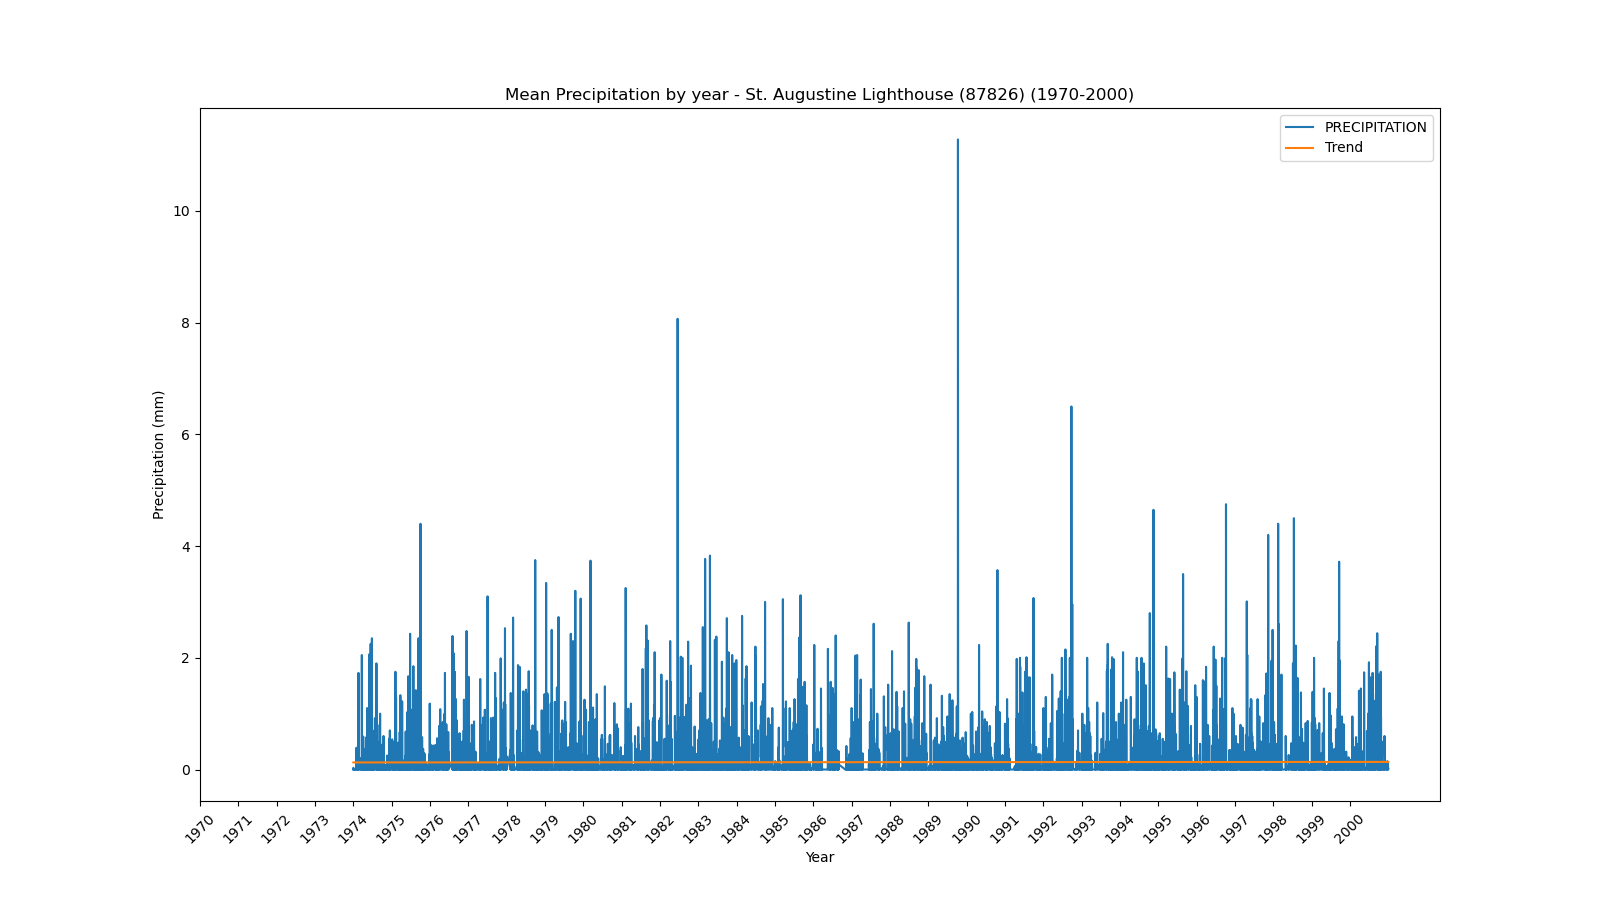 Mean Precipitation by year - St. Augustine Lighthouse (87826) (1970-2000)
PRECIPITATION
Trend
10
8
6
4
2
0
Precipitation (mm)
1970 1971 1972 1973 1974 1975 1976 1977 1978 1979 1980 1981 1982 1983 1984 1985 1986 1987 1988 1989 1990 1991 1992 1993 1994 1995 1996 1997 1998 1999 2000
Year